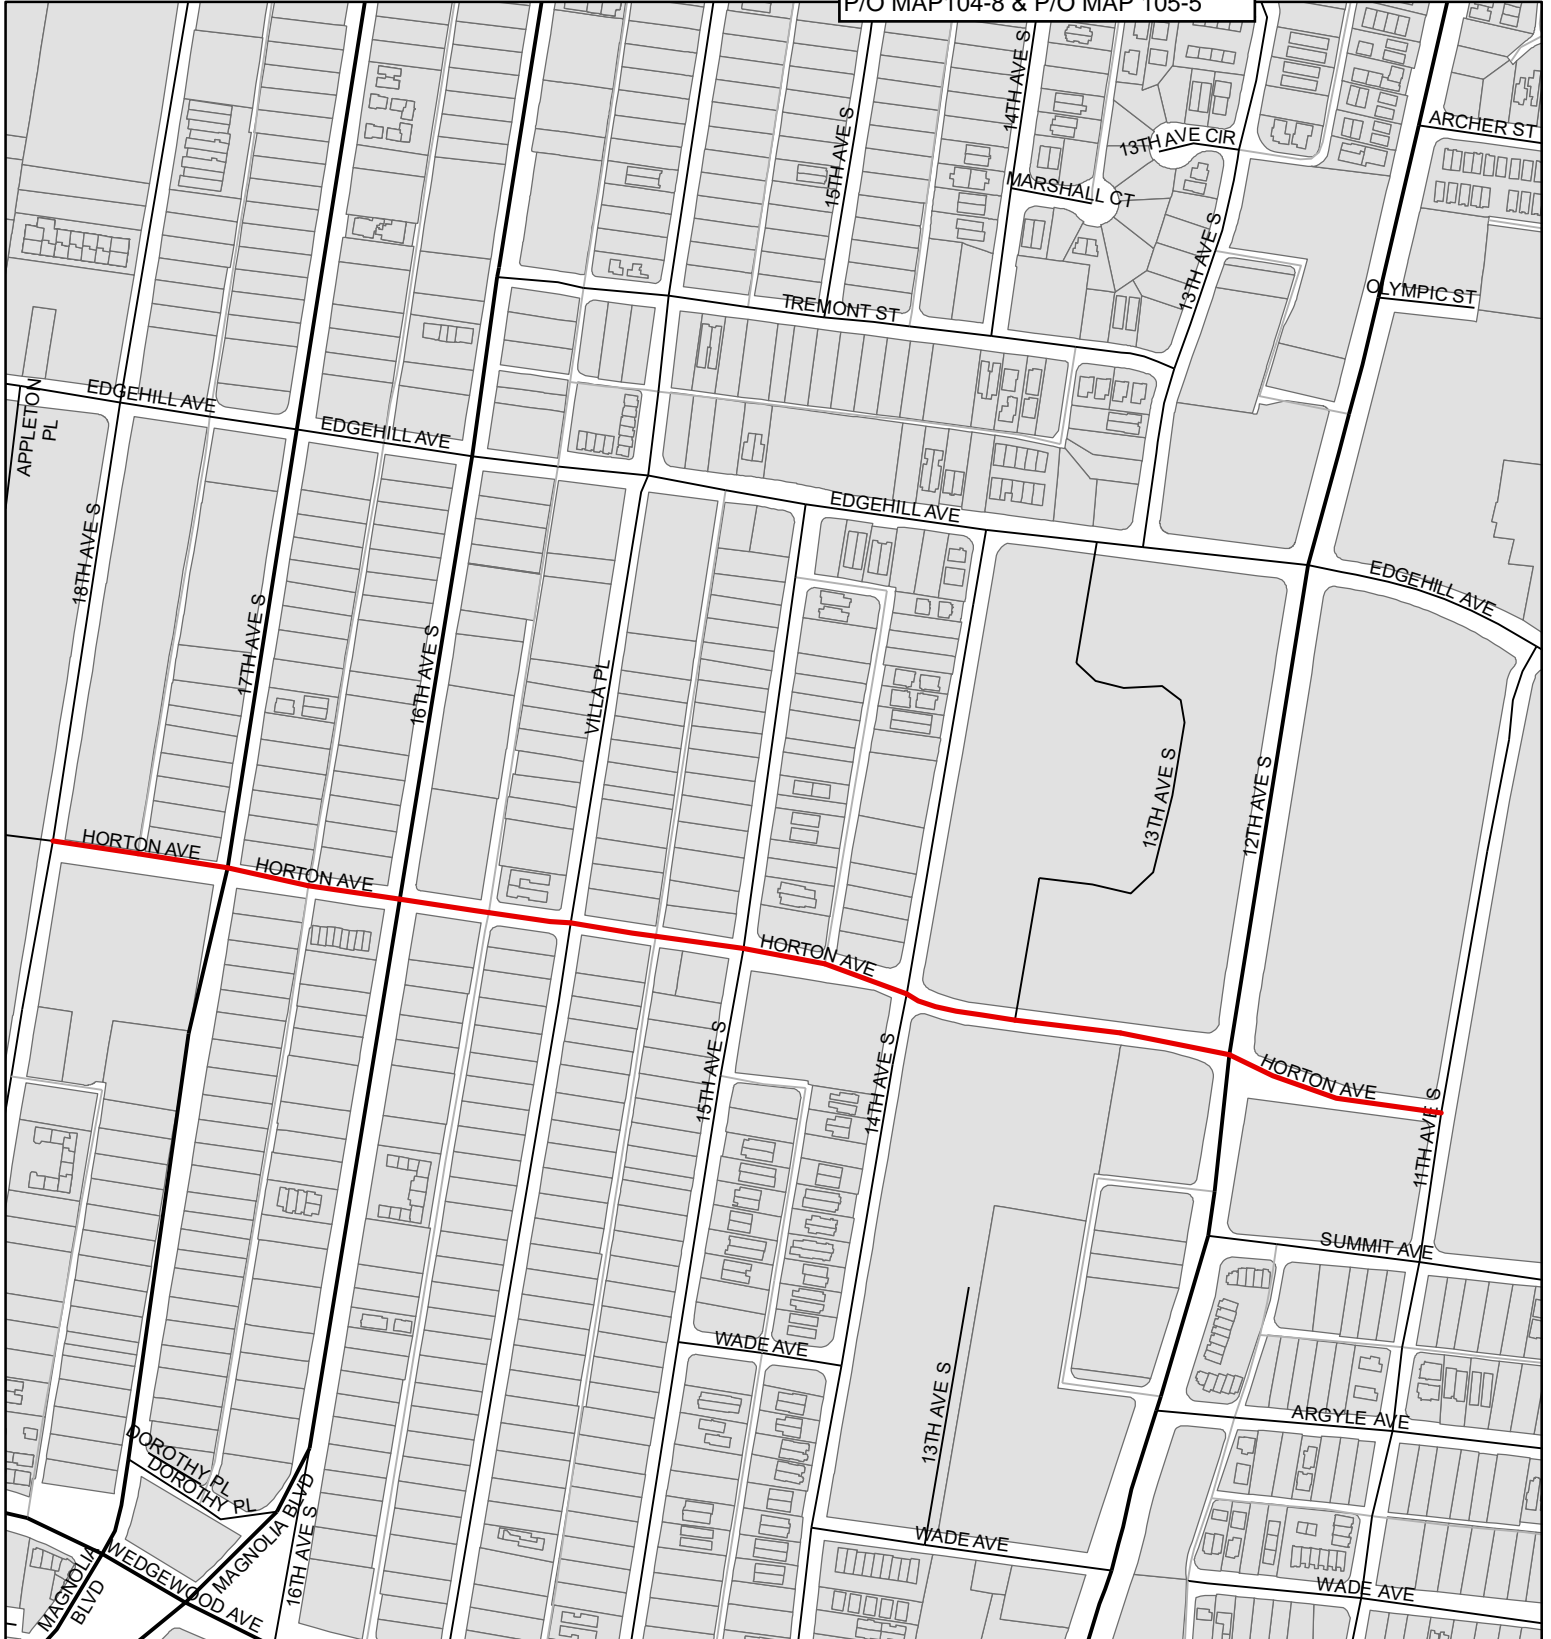 P/O MAP104-8 & P/O MAP 105-5
14TH AVE S
15TH AVE S
ARCHER ST
13TH AVE CIR
MARSHALL CT
13TH AVE S
OLYMPIC ST
TREMONT ST
EDGEHILL AVE
APPLETON
PL
EDGEHILL AVE
EDGEHILL AVE
18TH AVE S
EDGEHILL AVE
17TH AVE S
16TH AVE S
VILLA PL
13TH AVE S
12TH AVE S
HORTON AVE
HORTON AVE
HORTON AVE
15TH AVE S
14TH AVE S
HORTON AVE
11TH AVE S
SUMMIT AVE
WADE AVE
13TH AVE S
ARGYLE AVE
DOROTHY PL
DOROTHY PL
MAGNOLIA BLVD
16TH AVE S
WEDGEWOOD AVE
MAGNOLIA
BLVD
WADE AVE
WADE AVE